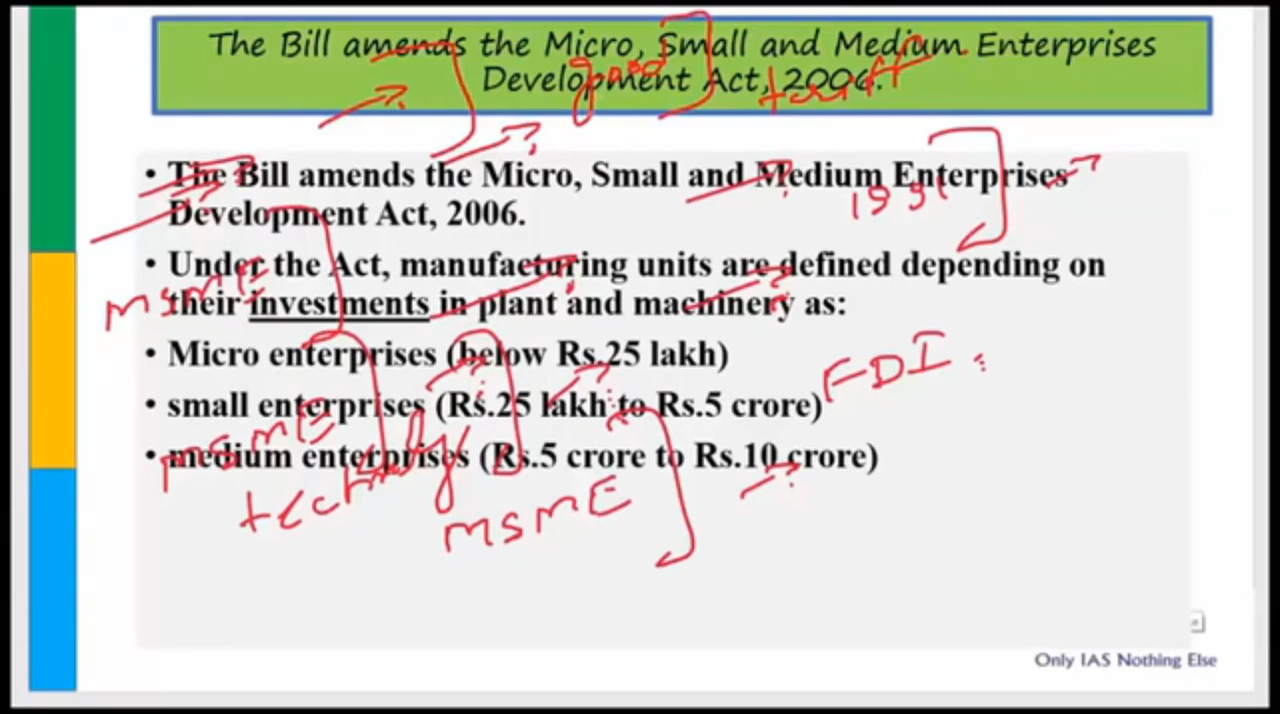 The Bill amends the Micro, Small and Medium Enterprises
Development Act, 2006.
good
tariff
• The Bill amends the Micro, Small and Medium Enterprises
Development Act, 2006.
1991
• Under the Act, manufacturing units are defined depending on
their investments in plant and machinery as:
MSME
• Micro enterprises (below Rs.25 lakh)
FDI
• small enterprises (Rs.25 lakh to Rs.5 crore)
• medium enterprises (Rs.5 crore to Rs.10 crore)
MSME
MSME
Only IAS Nothing Else